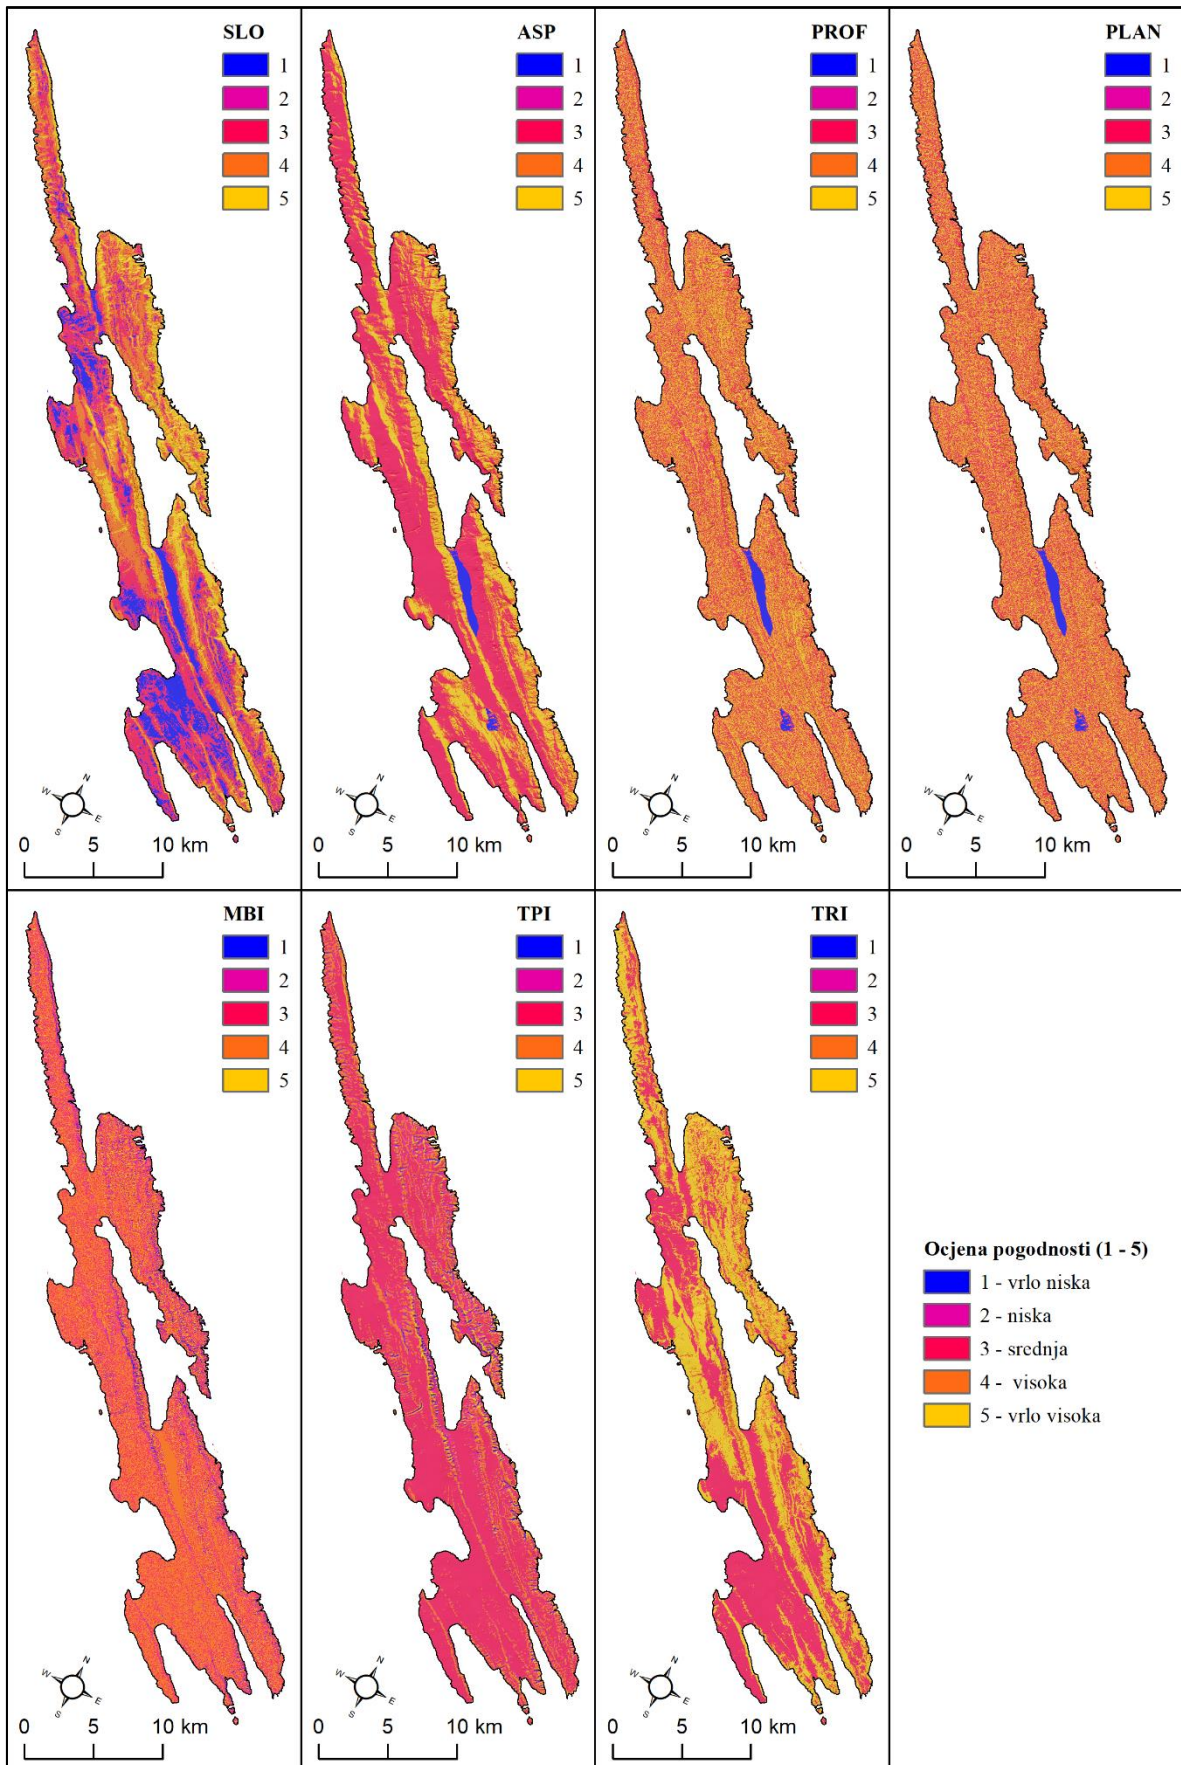 SLO
1
2
3
4
5
N
W
E
S
0 5 10 km
ASP
1
2
3
4
5
N
W
E
S
0 5 10 km
PROF
1
2
3
4
5
N
W
E
S
0 5 10 km
PLAN
1
2
3
4
5
N
W
E
S
0 5 10 km
MBI
1
2
3
4
5
N
W
E
S
0 5 10 km
TPI
1
2
3
4
5
N
W
E
S
0 5 10 km
TRI
1
2
3
4
5
N
W
E
S
0 5 10 km
Ocjena pogodnosti (1 - 5)
1 - vrlo niska
2 - niska
3 - srednja
4 - visoka
5 - vrlo visoka